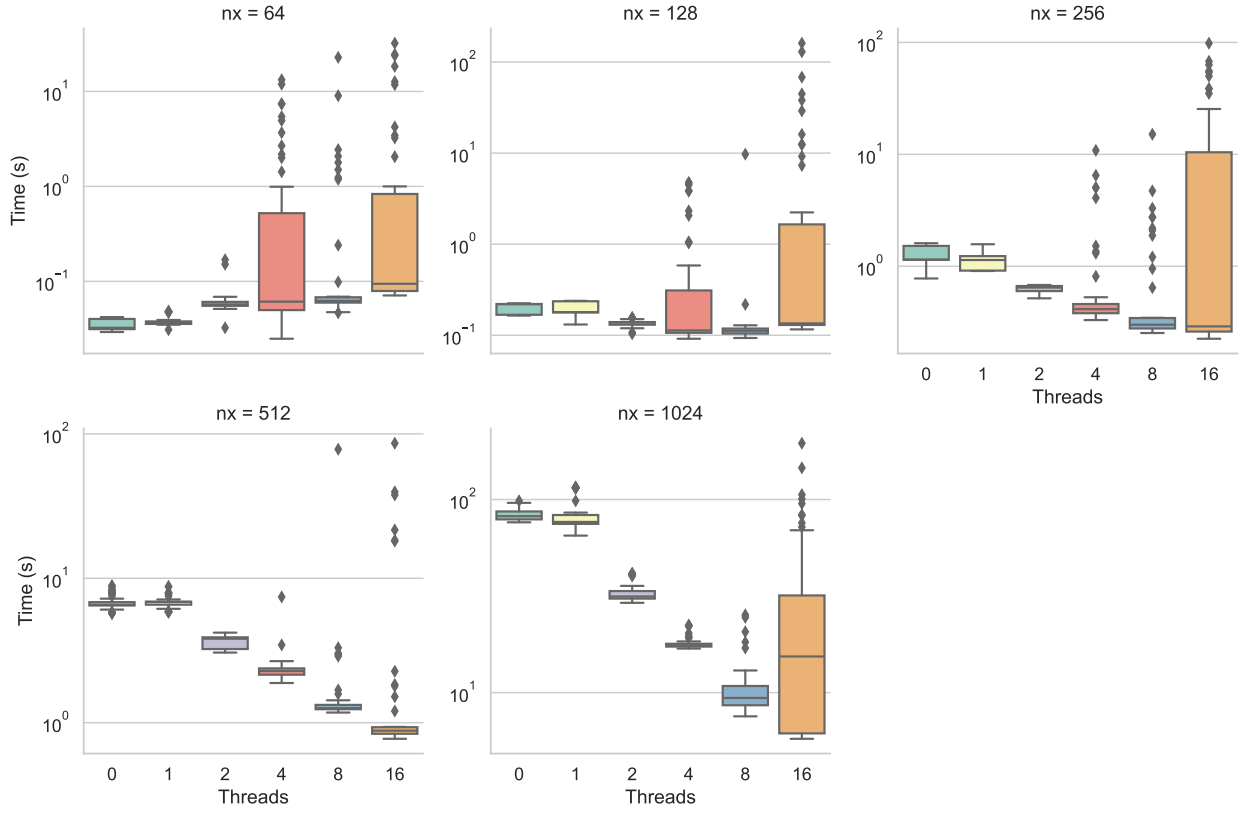 nx = 64
nx = 128
nx = 256
Time (s)
10^1
10^0
10^−1
10^2
10^1
10^0
10^−1
10^2
10^1
10^0
0 1 2 4 8 16
Threads
nx = 512
nx = 1024
Time (s)
10^2
10^1
10^0
10^2
10^1
0 1 2 4 8 16
0 1 2 4 8 16
Threads
Threads